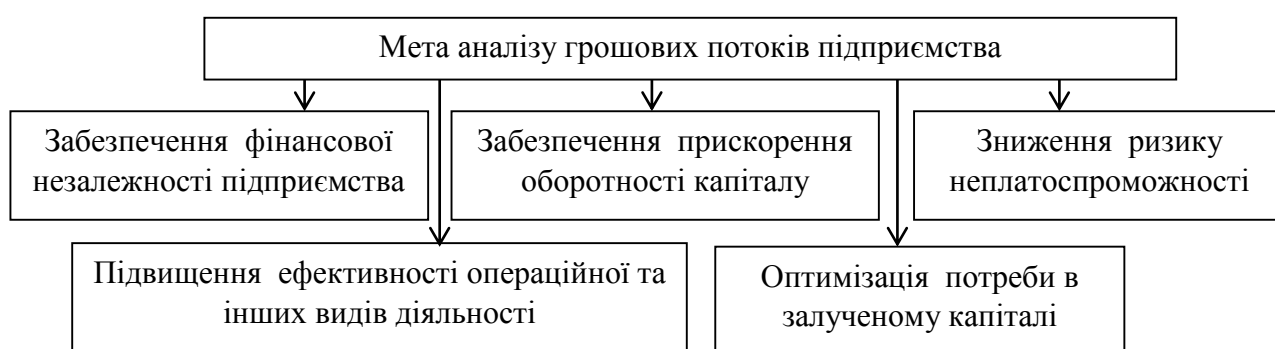 Мета аналізу грошових потоків підприємства
Забезпечення фінансової
незалежності підприємства
Забезпечення прискорення
оборотності капіталу
Зниження ризику
неплатоспроможності
Підвищення ефективності операційної та
інших видів діяльності
Оптимізація потреби в
залученому капіталі